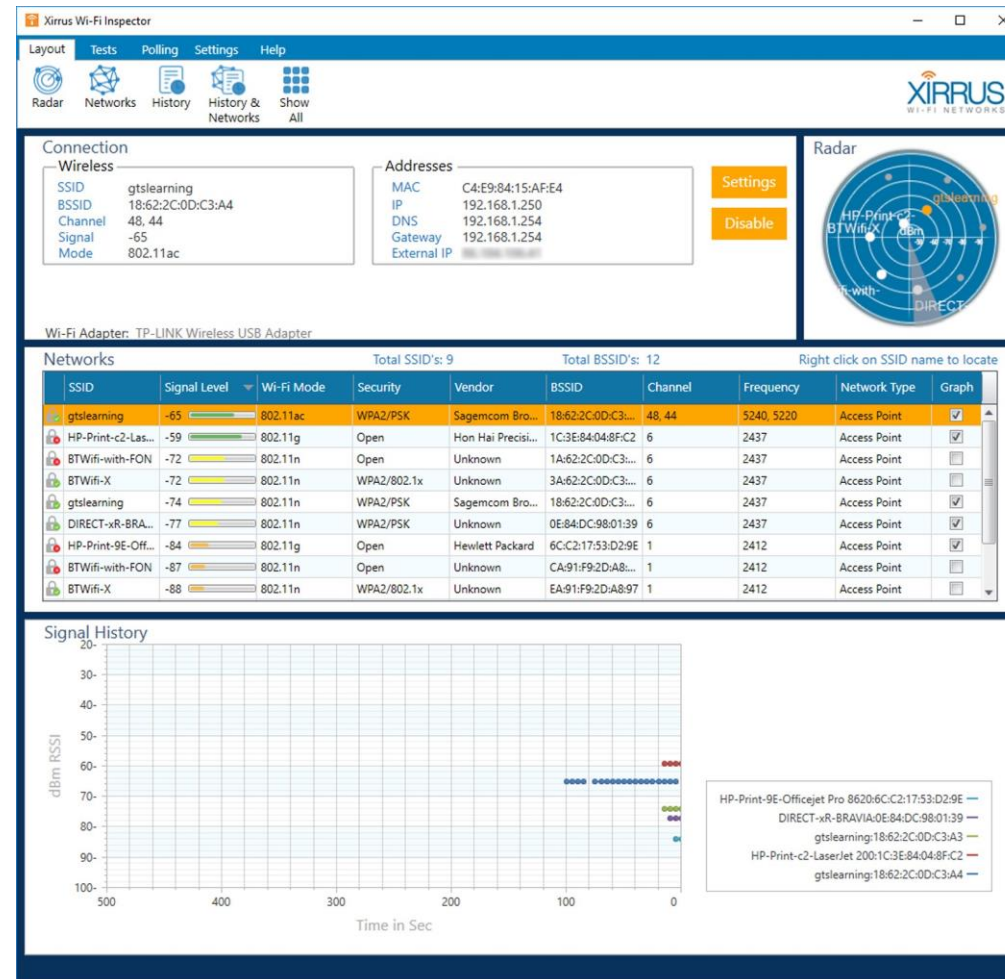 Xirrus Wi-Fi Inspector
Layout Tests Polling Settings Help
Radar Networks History History & Networks Show All
XIRRUS
WI-FI NETWORKS
Connection
Wireless
SSID gtslearning
BSSID 18:62:2C:0D:C3:A4
Channel 48, 44
Signal -65
Mode 802.11ac
Addresses
MAC C4:E9:84:15:AF:E4
IP 192.168.1.250
DNS 192.168.1.254
Gateway 192.168.1.254
External IP
Settings
Disable
Wi-Fi Adapter: TP-LINK Wireless USB Adapter
Radar
gtslearning
HP-Print-c2-
BTWifi-X
dBm
fi-with-
DIRECT-
Networks Total SSID's: 9 Total BSSID's: 12 Right click on SSID name to locate
SSID Signal Level Wi-Fi Mode Security Vendor BSSID Channel Frequency Network Type Graph
gtslearning -65 802.11ac WPA2/PSK Sagemcom Bro... 18:62:2C:0D:C3:... 48, 44 5240, 5220 Access Point
HP-Print-c2-Las... -59 802.11g Open Hon Hai Precisi... 1C:3E:84:04:8F:C2 6 2437 Access Point
BTWifi-with-FON -72 802.11n Open Unknown 1A:62:2C:0D:C3:... 6 2437 Access Point
BTWifi-X -72 802.11n WPA2/802.1x Unknown 3A:62:2C:0D:C3:... 6 2437 Access Point
gtslearning -74 802.11n WPA2/PSK Sagemcom Bro... 18:62:2C:0D:C3:... 6 2437 Access Point
DIRECT-xR-BRA... -77 802.11n WPA2/PSK Unknown 0E:84:DC:98:01:39 6 2437 Access Point
HP-Print-9E-Off... -84 802.11g Open Hewlett Packard 6C:C2:17:53:D2:9E 1 2412 Access Point
BTWifi-with-FON -87 802.11n Open Unknown CA:91:F9:2D:A8:... 1 2412 Access Point
BTWifi-X -88 802.11n WPA2/802.1x Unknown EA:91:F9:2D:A8:97 1 2412 Access Point
Signal History
20-
30-
40-
50-
60-
70-
80-
90-
100-
dBm RSSI
500 400 300 200 100 0
Time in Sec
HP-Print-9E-Officejet Pro 8620:6C:C2:17:53:D2:9E
DIRECT-xR-BRAVIA:0E:84:DC:98:01:39
gtslearning:18:62:2C:0D:C3:A3
HP-Print-c2-LaserJet 200:1C:3E:84:04:8F:C2
gtslearning:18:62:2C:0D:C3:A4